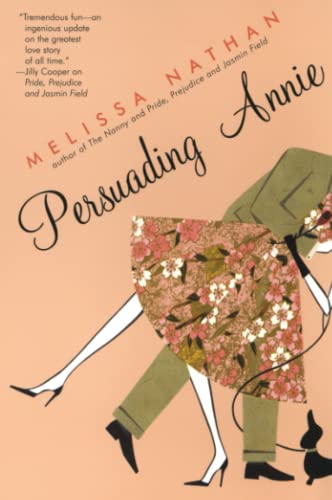 "Tremendous fun—an
ingenious update
on the greatest
love story
of all time."
—Jilly Cooper on
Pride, Prejudice
and Jasmin Field
MELISSA NATHAN
author of The Nanny and Pride, Prejudice and Jasmin Field
Persuading Annie